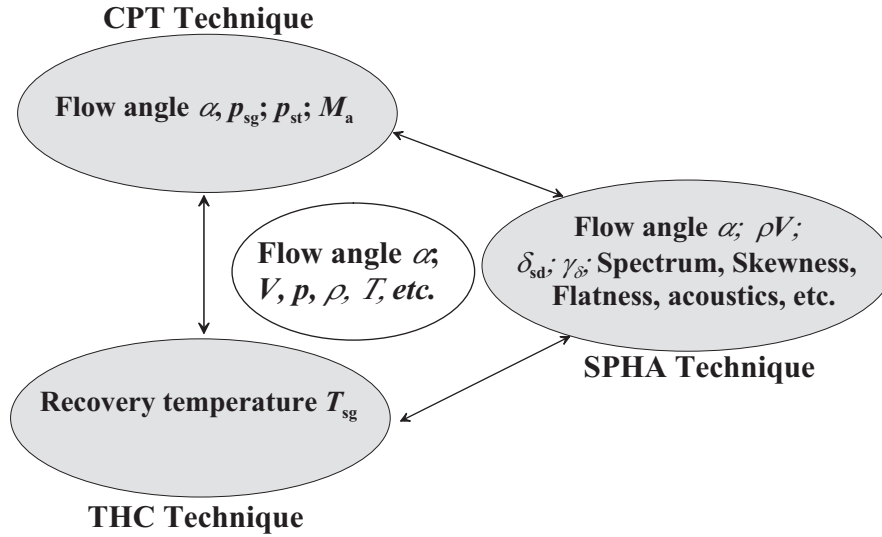 CPT Technique
Flow angle α, p_sg; p_st; M_a
Flow angle α; ρV;
δ_sd; γ_δ; Spectrum, Skewness,
Flatness, acoustics, etc.
SPHA Technique
Flow angle α;
V, p, ρ, T, etc.
Recovery temperature T_sg
THC Technique